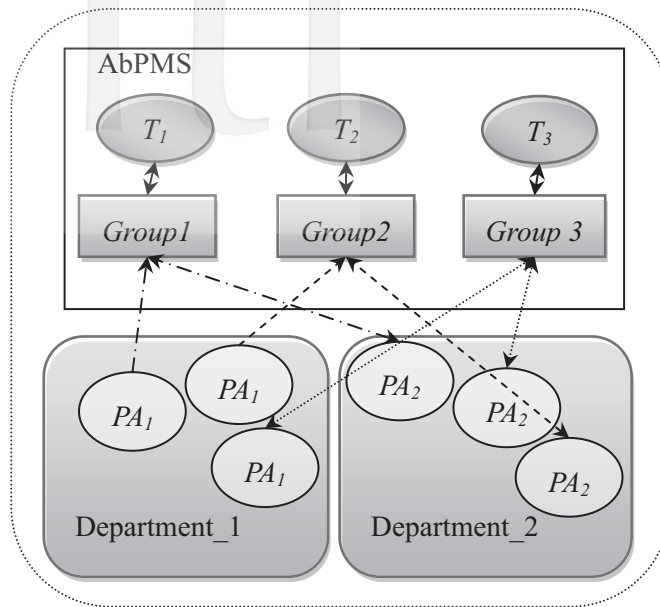 AbPMS
T1 T2 T3
Group1 Group2 Group 3
PA1 PA1 PA1
PA2 PA2 PA2
Department_1 Department_2